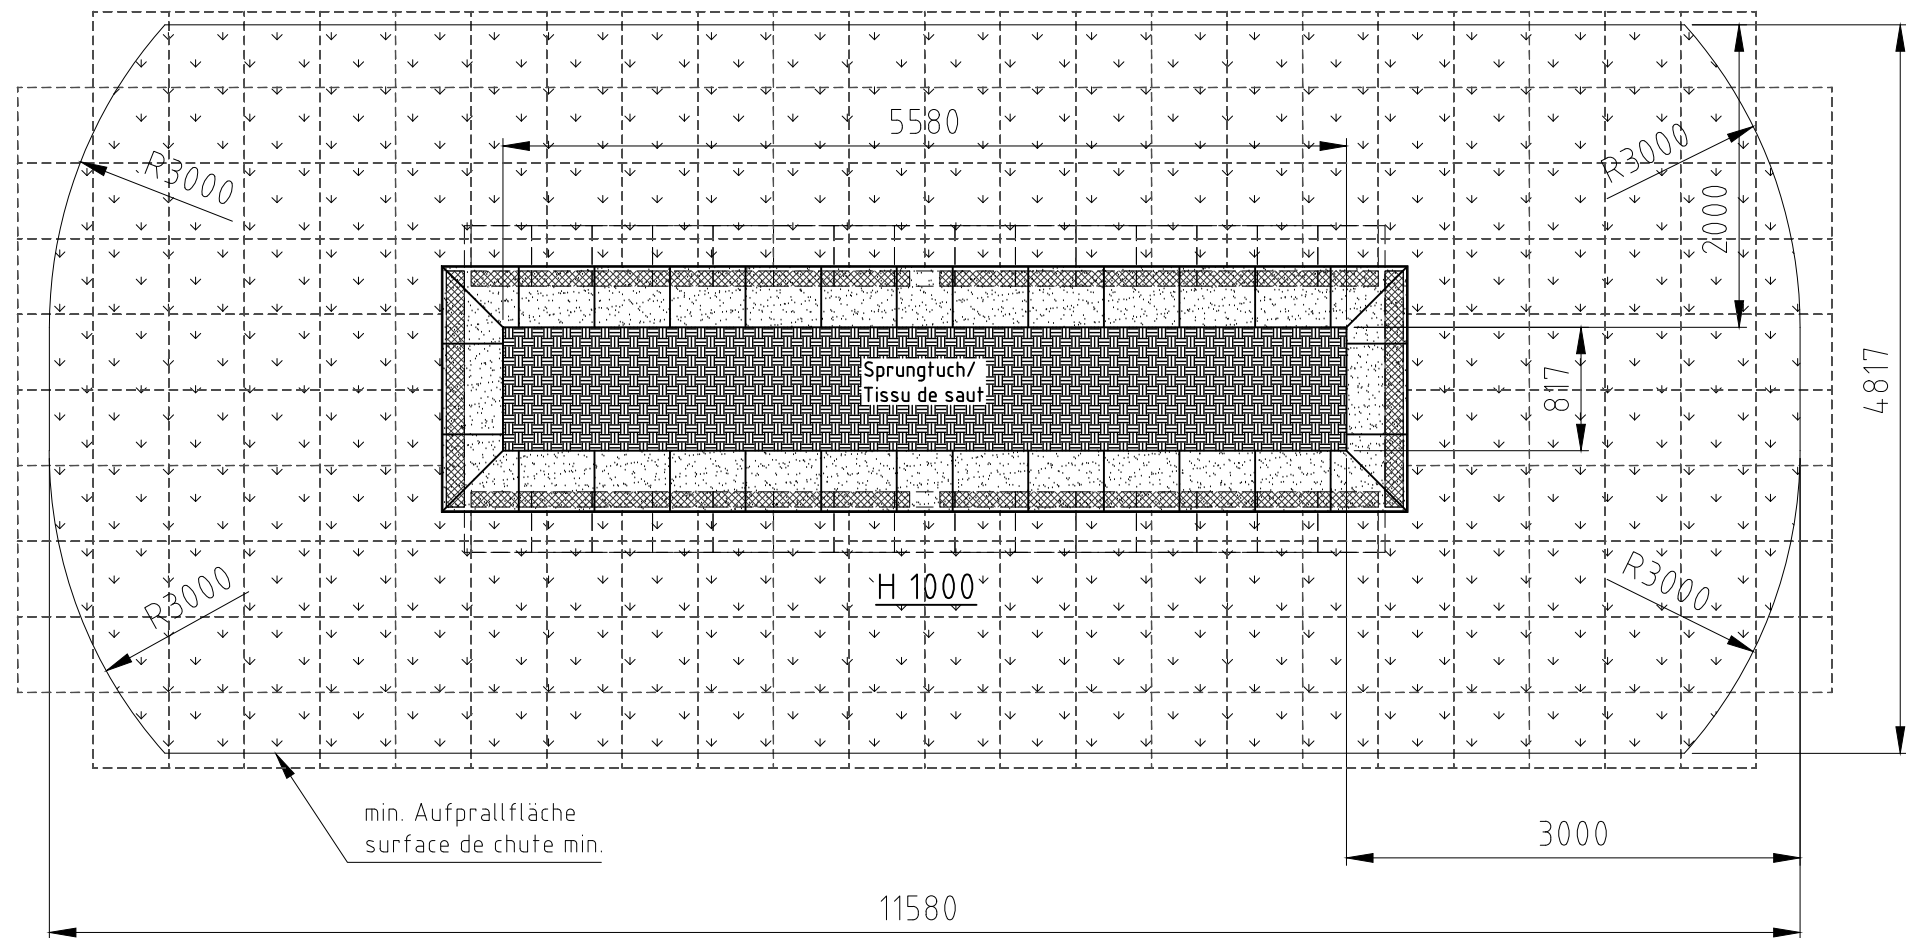 5580
R3000
R3000
2000
Sprungtuch/
Tissu de saut
817
4817
H 1000
R3000
R3000
min. Aufprallfläche
surface de chute min.
3000
11580